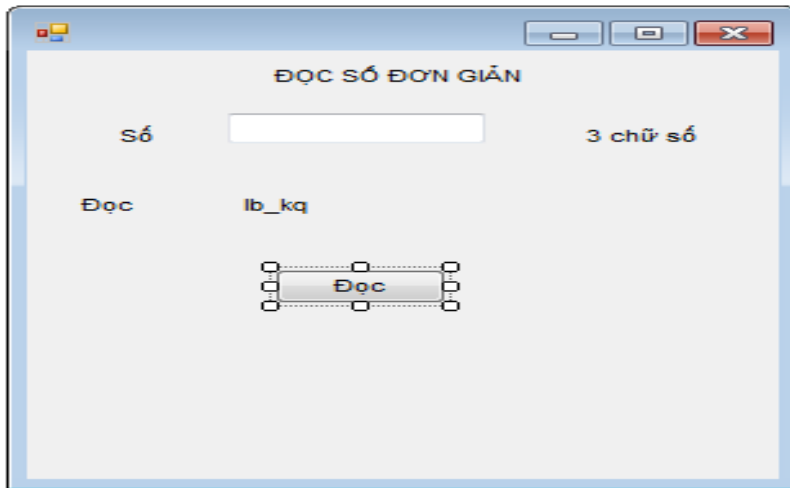 ĐỌC SỐ ĐƠN GIẢN
Số 3 chữ số
Đọc lb_kq
Đọc